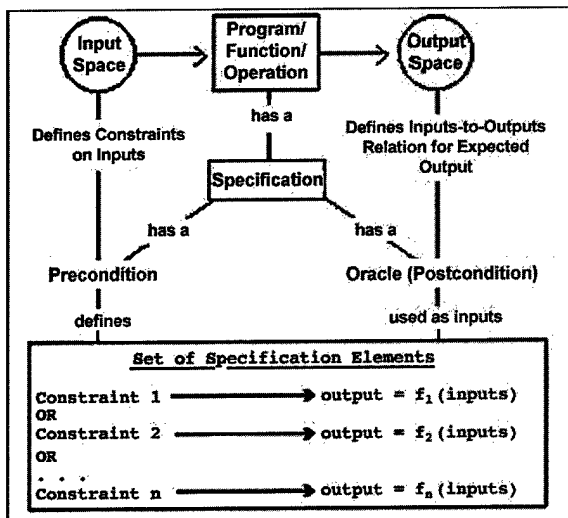 Input
Space
Program/
Function/
Operation
Output
Space
has a
Defines Constraints
on Inputs
Defines Inputs-to-Outputs
Relation for Expected
Output
Specification
has a
has a
Precondition
Oracle (Postcondition)
defines
used as inputs
Set of Specification Elements
Constraint 1 output = f₁(inputs)
OR
Constraint 2 output = f₂(inputs)
OR
. . .
Constraint n output = fₙ(inputs)